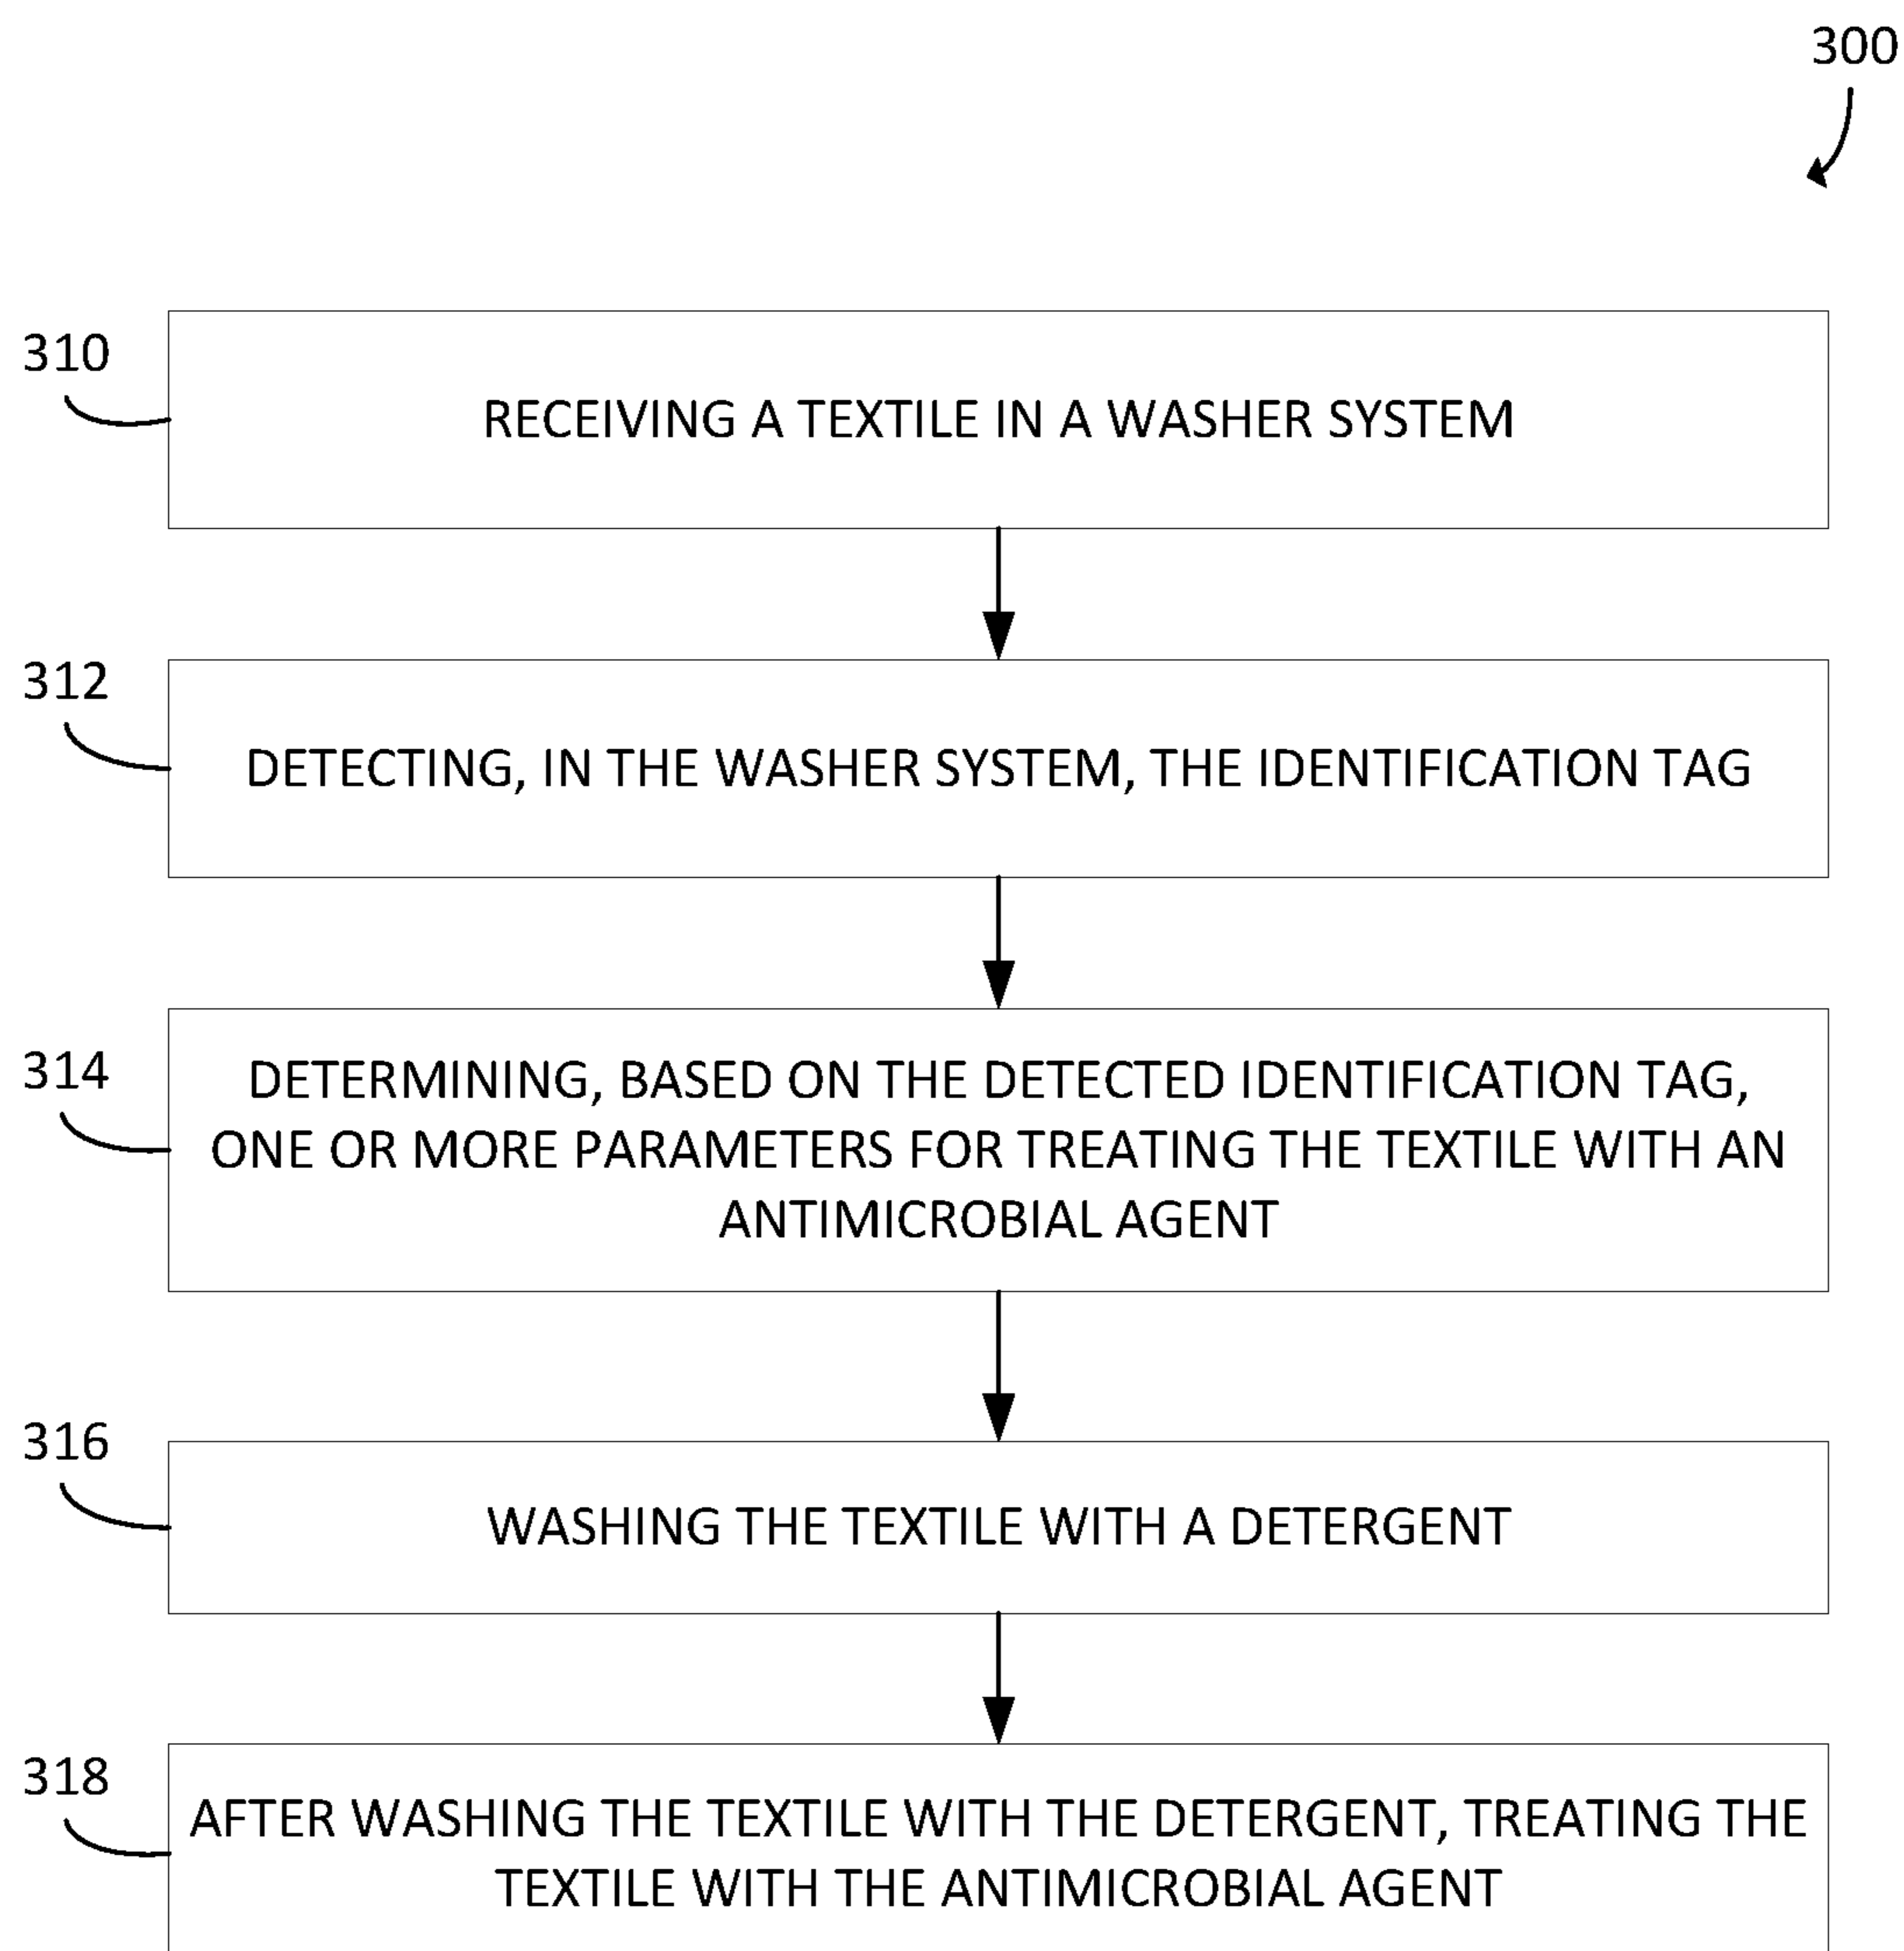 300
310
RECEIVING A TEXTILE IN A WASHER SYSTEM
312
DETECTING, IN THE WASHER SYSTEM, THE IDENTIFICATION TAG
314
DETERMINING, BASED ON THE DETECTED IDENTIFICATION TAG,
ONE OR MORE PARAMETERS FOR TREATING THE TEXTILE WITH AN
ANTIMICROBIAL AGENT
316
WASHING THE TEXTILE WITH A DETERGENT
318
AFTER WASHING THE TEXTILE WITH THE DETERGENT, TREATING THE
TEXTILE WITH THE ANTIMICROBIAL AGENT